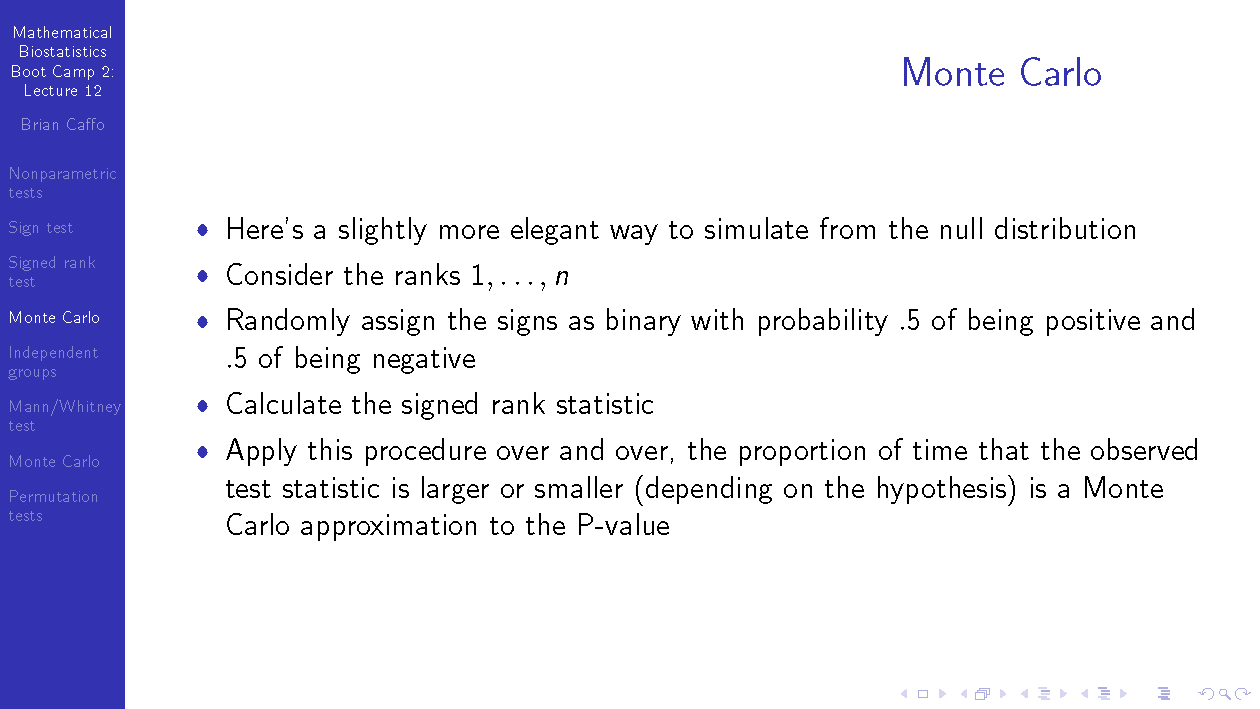 Mathematical
Biostatistics
Boot Camp 2:
Lecture 12
Brian Caffo
Nonparametric
tests
Sign test
Signed rank
test
Monte Carlo
Independent
groups
Mann/Whitney
test
Monte Carlo
Permutation
tests
Monte Carlo
• Here's a slightly more elegant way to simulate from the null distribution
• Consider the ranks 1, . . . , n
• Randomly assign the signs as binary with probability .5 of being positive and
.5 of being negative
• Calculate the signed rank statistic
• Apply this procedure over and over, the proportion of time that the observed
test statistic is larger or smaller (depending on the hypothesis) is a Monte
Carlo approximation to the P-value